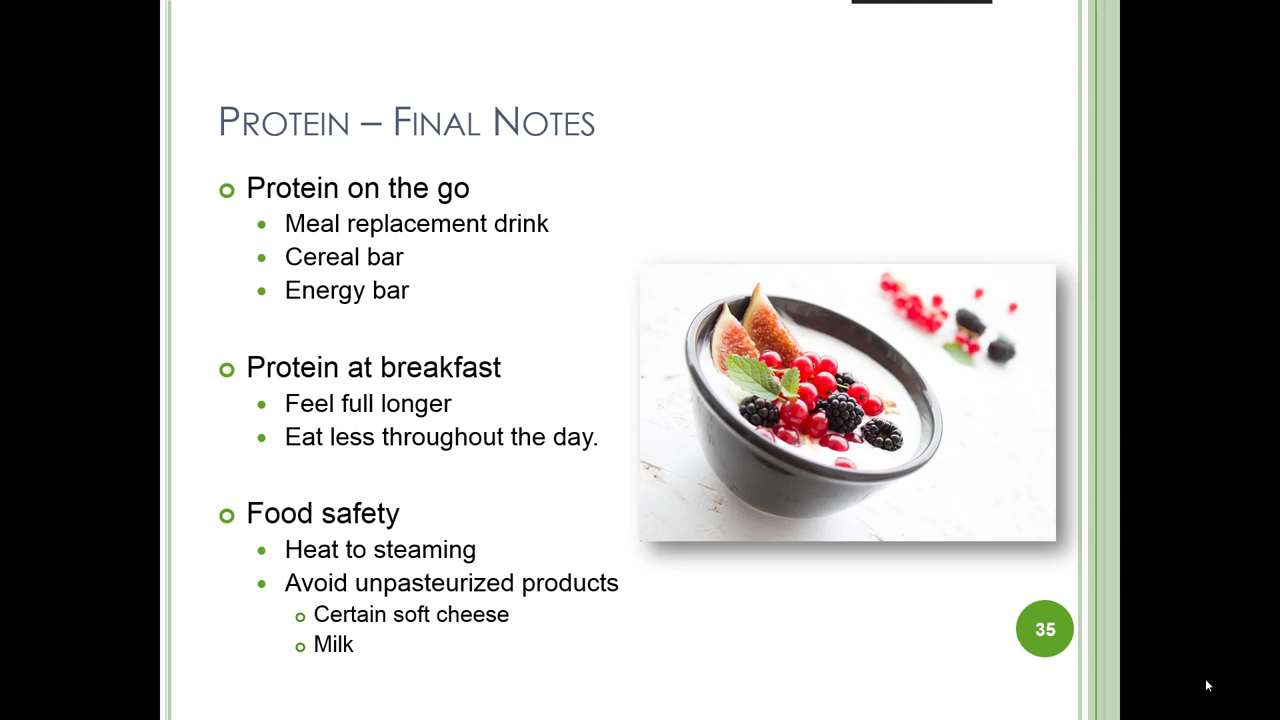 Protein – Final Notes
Protein on the go
Meal replacement drink
Cereal bar
Energy bar
Protein at breakfast
Feel full longer
Eat less throughout the day.
Food safety
Heat to steaming
Avoid unpasteurized products
Certain soft cheese
Milk
35